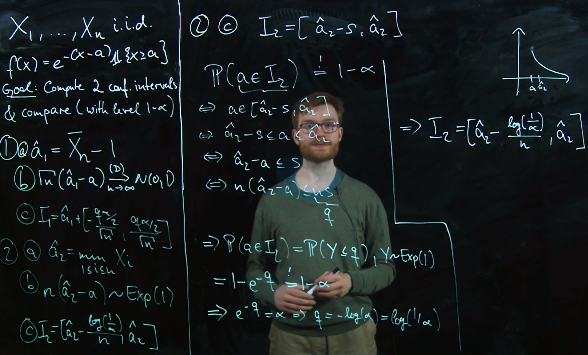 X₁, ..., Xₙ i.i.d.
f(x) = e^{-(x-a)} 𝟙{x≥a}
Goal: Compute 2 conf. intervals
& compare (with level 1-α)
① ⓐ â₁ = X̄ₙ - 1
ⓑ √n (â₁-a) →(D) n→∞ N(0,1)
ⓒ I₁ = â₁ + [-q_{α/2}/√n, q_{α/2}/√n]
② ⓐ â₂ = min_{1≤i≤n} Xᵢ
ⓑ n(â₂-a) ~ Exp(1)
ⓒ I₂ = [â₂ - log(1/α)/n, â₂]
② ⓒ I₂ = [â₂ - s, â₂]
ℙ(a ∈ I₂) =! 1-α
⇔ a ∈ [â₂ - s, â₂]
⇔ â₂ - s ≤ a ≤ â₂
⇔ â₂ - a ≤ s
⇔ n(â₂-a) ≤ ns
q
⇒ ℙ(a ∈ I₂) = ℙ(Y ≤ q), Y ~ Exp(1)
= 1 - e^{-q} =! 1-α
⇒ e^{-q} = α ⇒ q = -log(α) = log(1/α)
a â₂
⇒ I₂ = [â₂ - log(1/α)/n, â₂]